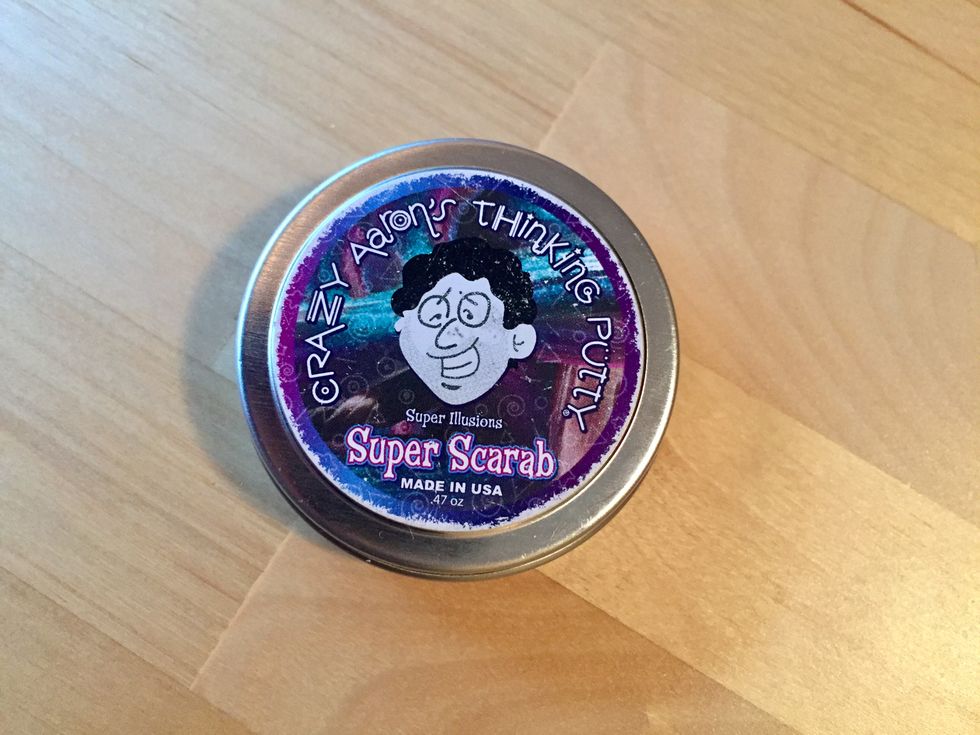 CRAZY AARON'S THINKING PUTTY®
Super Illusions
Super Scarab
MADE IN USA
.47 oz